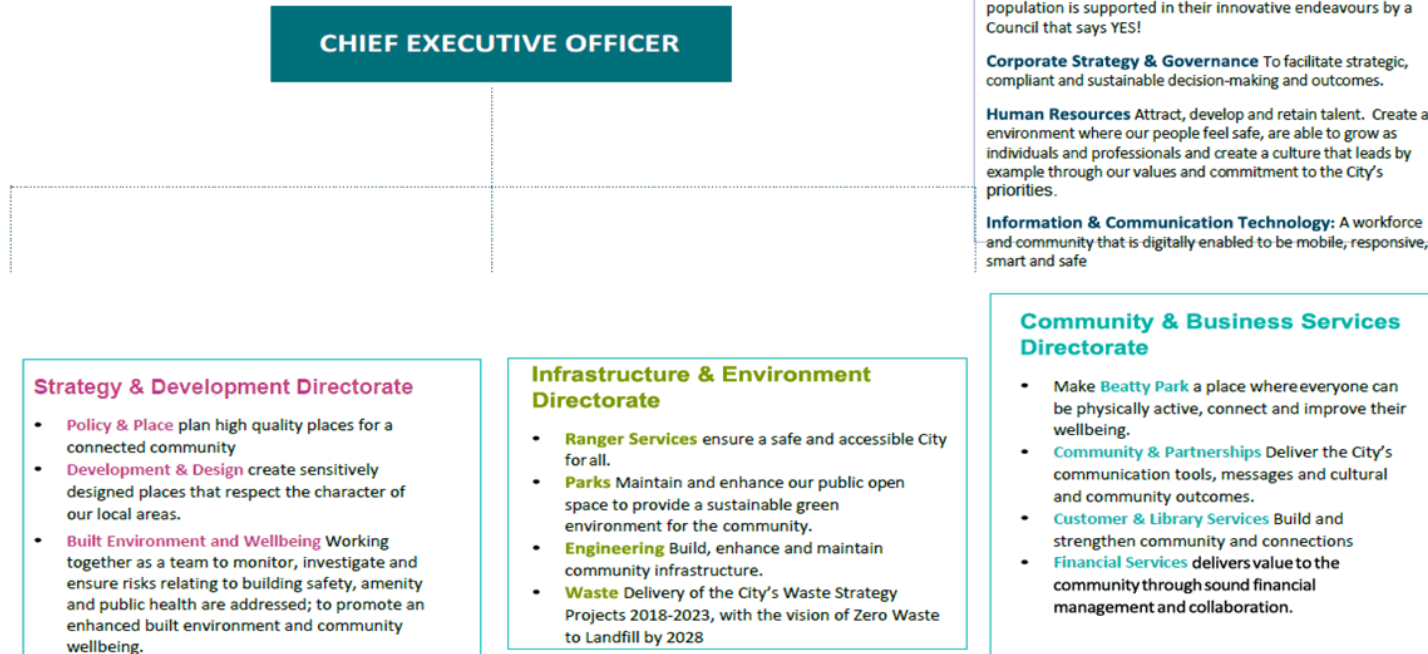 population is supported in their innovative endeavours by a
Council that says YES!
CHIEF EXECUTIVE OFFICER
Corporate Strategy & Governance To facilitate strategic,
compliant and sustainable decision-making and outcomes.
Human Resources Attract, develop and retain talent. Create a
environment where our people feel safe, are able to grow as
individuals and professionals and create a culture that leads by
example through our values and commitment to the City's
priorities.
Information & Communication Technology: A workforce
and community that is digitally enabled to be mobile, responsive,
smart and safe
Strategy & Development Directorate
• Policy & Place plan high quality places for a
connected community
• Development & Design create sensitively
designed places that respect the character of
our local areas.
• Built Environment and Wellbeing Working
together as a team to monitor, investigate and
ensure risks relating to building safety, amenity
and public health are addressed; to promote an
enhanced built environment and community
wellbeing.
Infrastructure & Environment
Directorate
• Ranger Services ensure a safe and accessible City
for all.
• Parks Maintain and enhance our public open
space to provide a sustainable green
environment for the community.
• Engineering Build, enhance and maintain
community infrastructure.
• Waste Delivery of the City's Waste Strategy
Projects 2018-2023, with the vision of Zero Waste
to Landfill by 2028
Community & Business Services
Directorate
• Make Beatty Park a place where everyone can
be physically active, connect and improve their
wellbeing.
• Community & Partnerships Deliver the City's
communication tools, messages and cultural
and community outcomes.
• Customer & Library Services Build and
strengthen community and connections
• Financial Services delivers value to the
community through sound financial
management and collaboration.